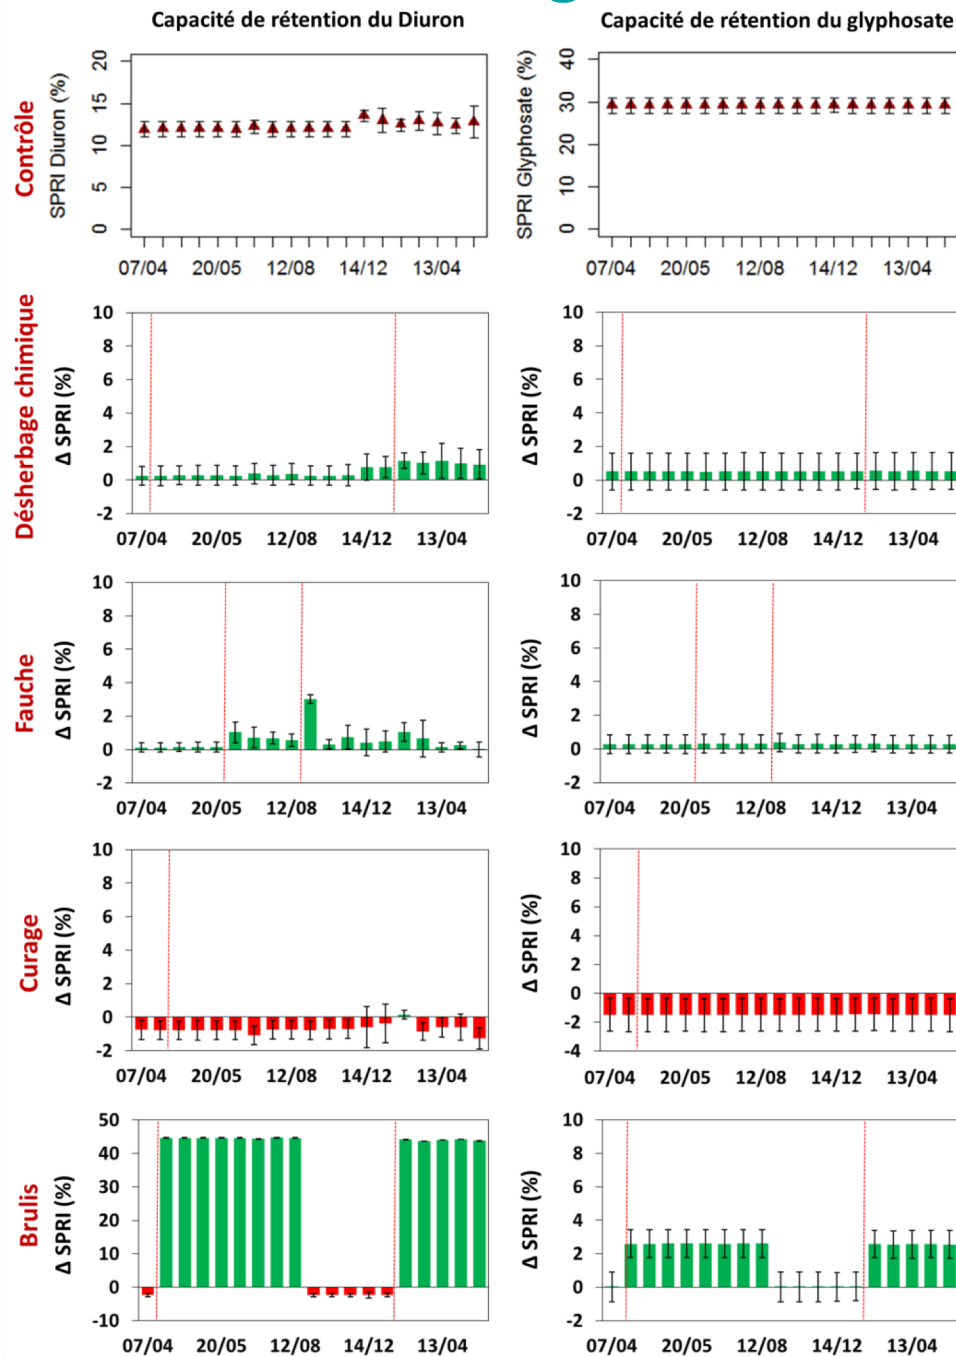 Capacité de rétention du Diuron
Capacité de rétention du glyphosate
Contrôle
SPRI Diuron (%)
20
15
10
5
0
07/04 20/05 12/08 14/12 13/04
SPRI Glyphosate (%)
40
30
20
10
0
07/04 20/05 12/08 14/12 13/04
Désherbage chimique
Δ SPRI (%)
10
8
6
4
2
0
-2
07/04 20/05 12/08 14/12 13/04
Δ SPRI (%)
10
8
6
4
2
0
-2
07/04 20/05 12/08 14/12 13/04
Fauche
Δ SPRI (%)
10
8
6
4
2
0
-2
07/04 20/05 12/08 14/12 13/04
Δ SPRI (%)
10
8
6
4
2
0
-2
07/04 20/05 12/08 14/12 13/04
Curage
Δ SPRI (%)
10
8
6
4
2
0
-2
07/04 20/05 12/08 14/12 13/04
Δ SPRI (%)
10
8
6
4
2
0
-2
-4
07/04 20/05 12/08 14/12 13/04
Brulis
Δ SPRI (%)
50
40
30
20
10
0
-10
07/04 20/05 12/08 14/12 13/04
Δ SPRI (%)
10
8
6
4
2
0
-2
07/04 20/05 12/08 14/12 13/04